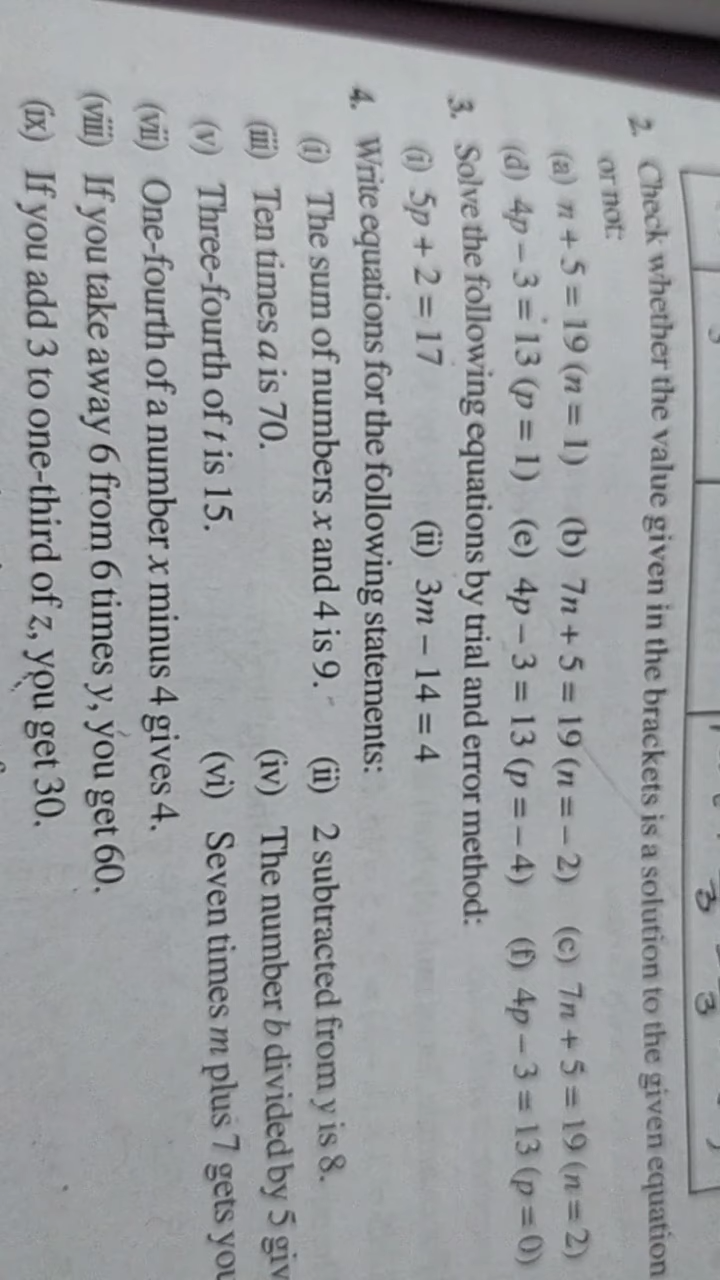 3 3
2. Check whether the value given in the brackets is a solution to the given equation
or not:
(a) n + 5 = 19 (n = 1) (b) 7n + 5 = 19 (n = – 2) (c) 7n + 5 = 19 (n = 2)
(d) 4p – 3 = 13 (p = 1) (e) 4p – 3 = 13 (p = – 4) (f) 4p – 3 = 13 (p = 0)
3. Solve the following equations by trial and error method:
(i) 5p + 2 = 17 (ii) 3m – 14 = 4
4. Write equations for the following statements:
(i) The sum of numbers x and 4 is 9. (ii) 2 subtracted from y is 8.
(iii) Ten times a is 70. (iv) The number b divided by 5 giv
(v) Three-fourth of t is 15. (vi) Seven times m plus 7 gets you
(vii) One-fourth of a number x minus 4 gives 4.
(viii) If you take away 6 from 6 times y, you get 60.
(ix) If you add 3 to one-third of z, you get 30.